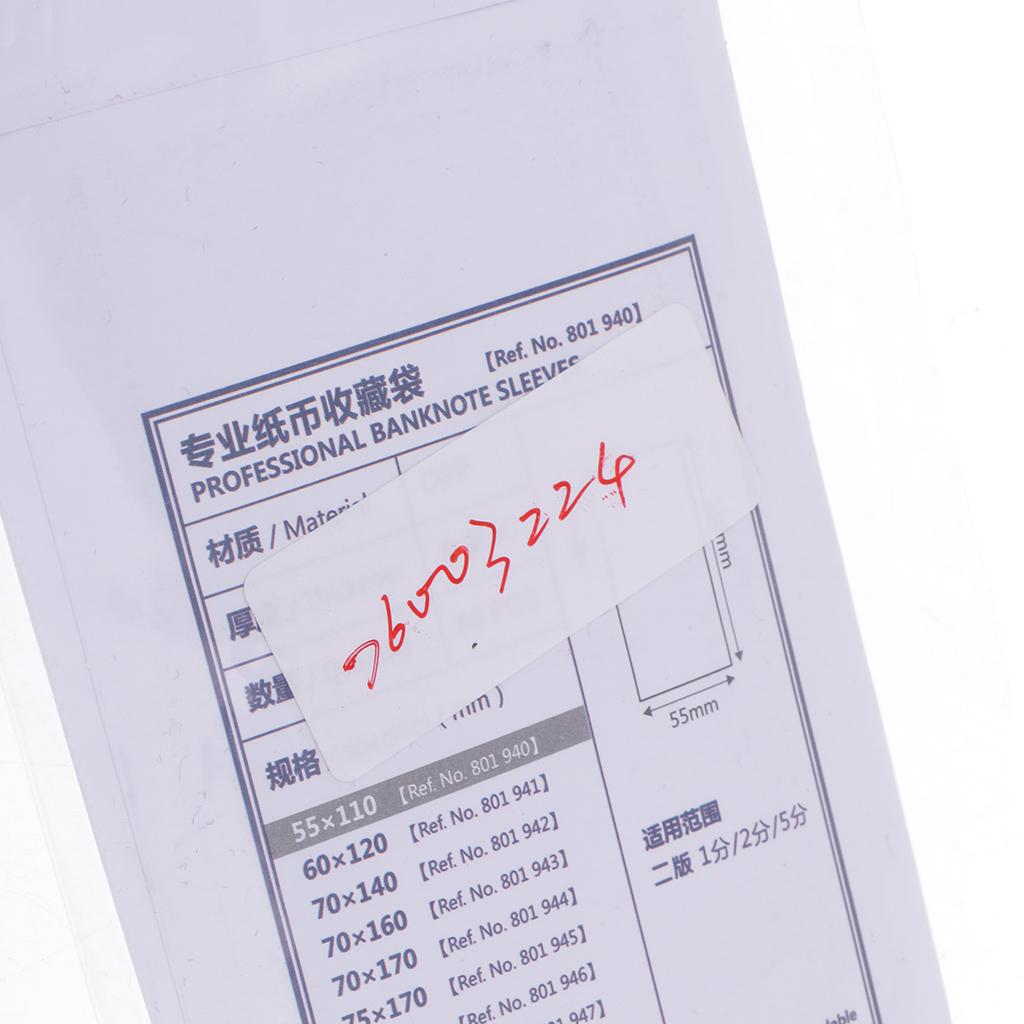 【Ref. No. 801 940】
专业纸币收藏袋
PROFESSIONAL BANKNOTE SLEEVES
材质 / Material
厚
数量
规格 (mm)
76003224
mm
55mm
55×110 【Ref. No. 801 940】
60×120 【Ref. No. 801 941】
70×140 【Ref. No. 801 942】
70×160 【Ref. No. 801 943】
70×170 【Ref. No. 801 944】
75×170 【Ref. No. 801 945】
【Ref. No. 801 946】
947】
适用范围
二版 1分/2分/5分